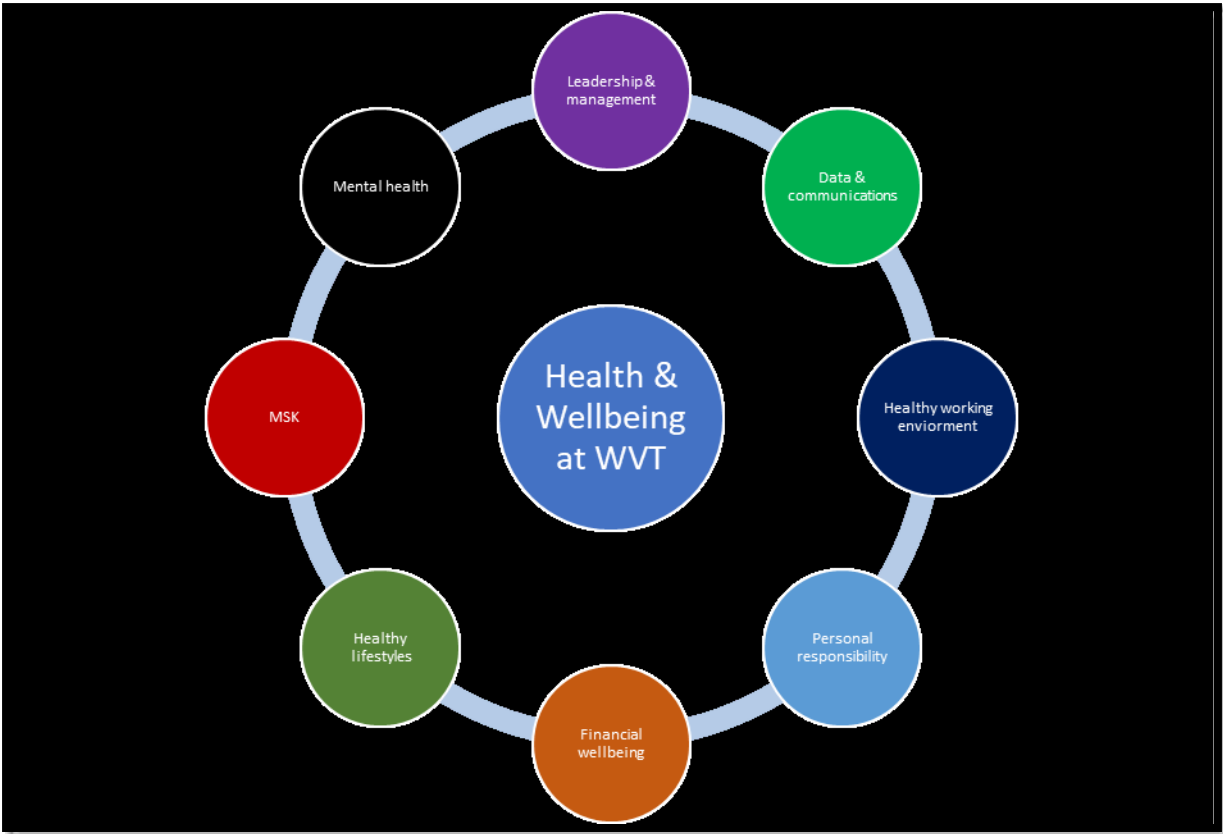 Leadership &
management
Data &
communications
Healthy working
enviorment
Personal
responsibility
Financial
wellbeing
Healthy
lifestyles
MSK
Mental health
Health &
Wellbeing
at WVT